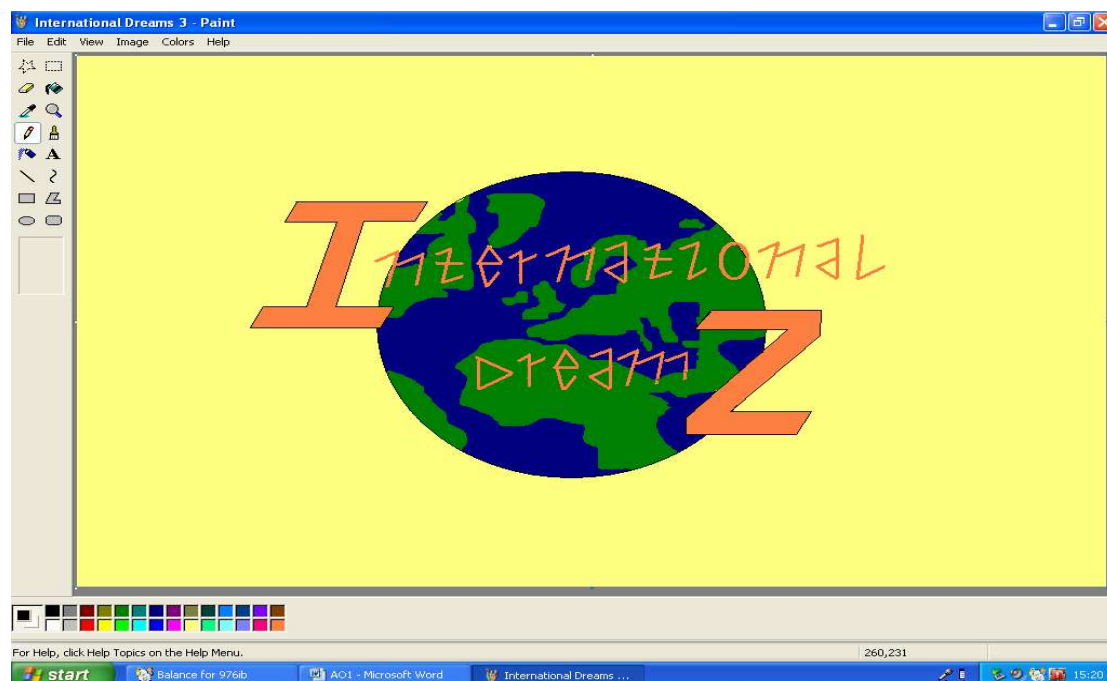 International Dreams 3 - Paint
File Edit View Image Colors Help
A
International
DreamZ
For Help, click Help Topics on the Help Menu.
260,231
start
Balance for 976ib
AO1 - Microsoft Word
International Dreams ...
15:20